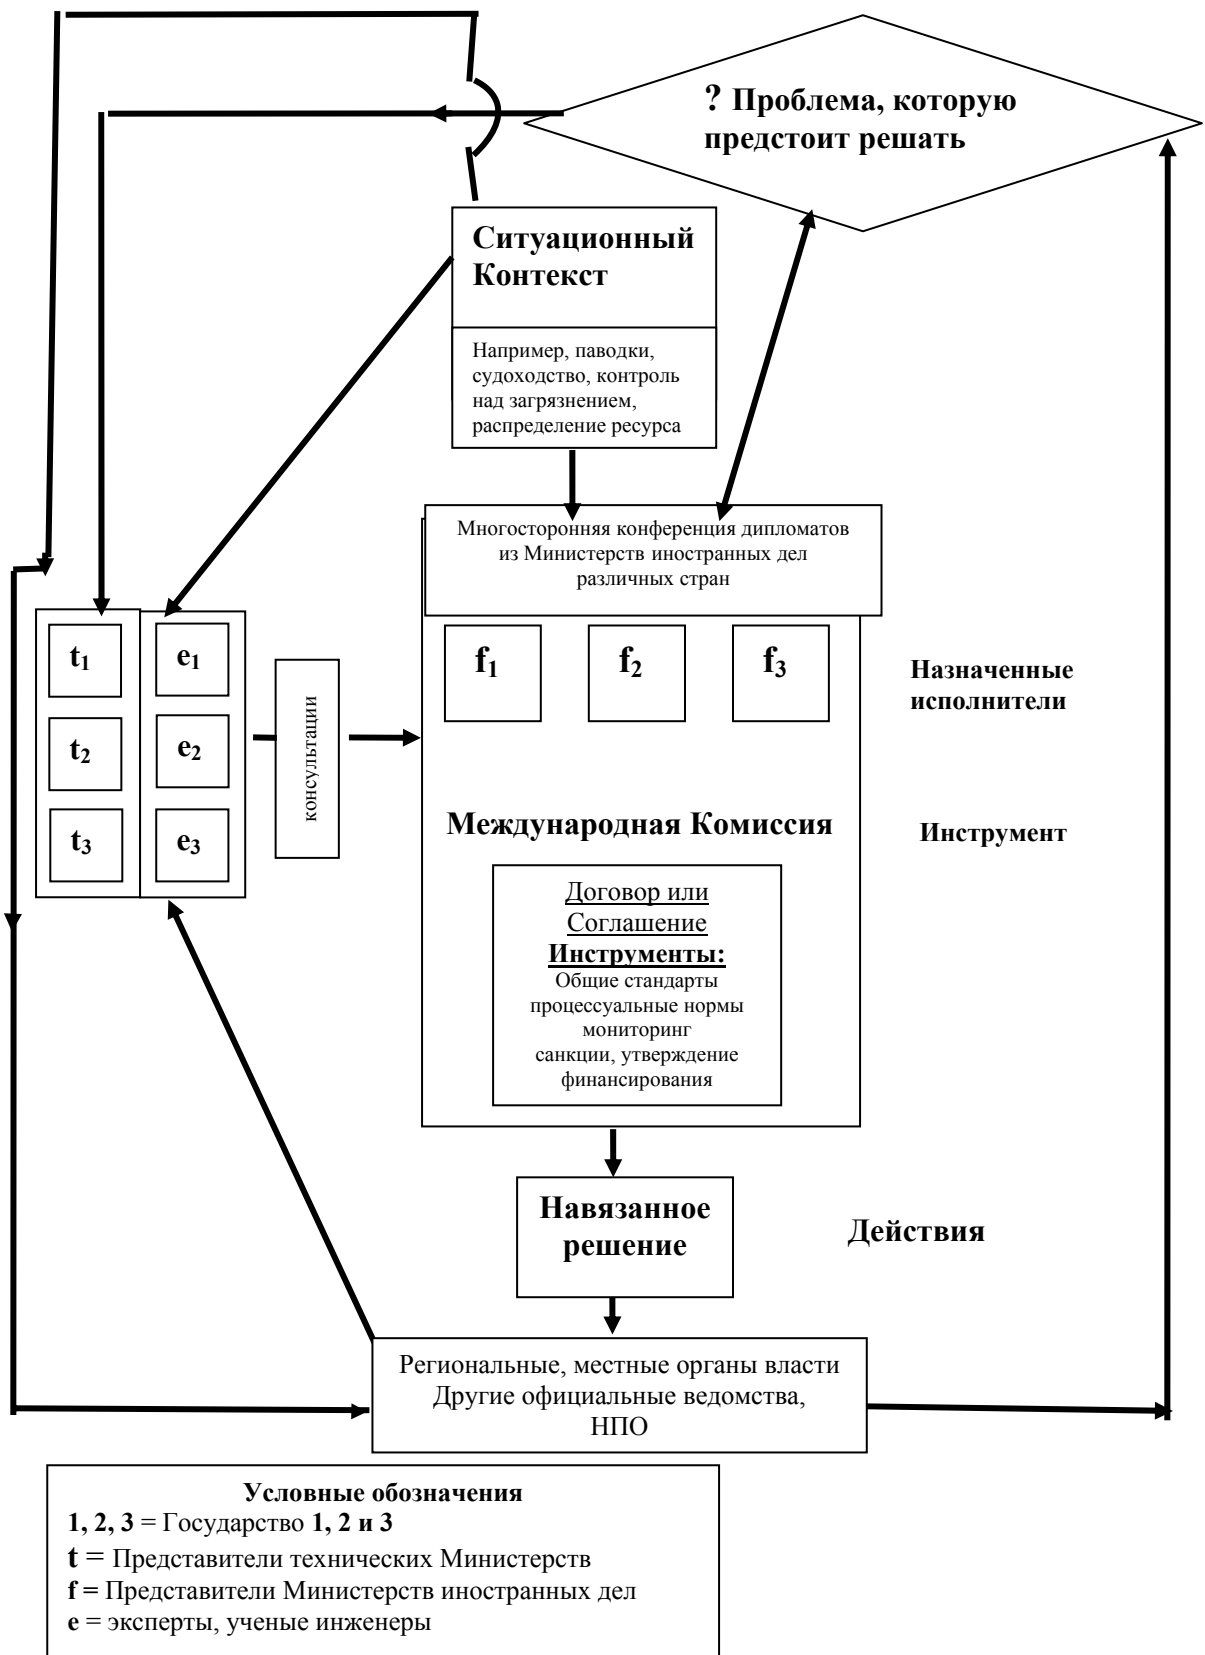 ? Проблема, которую
предстоит решать
Ситуационный
Контекст
Например, паводки,
судоходство, контроль
над загрязнением,
распределение ресурса
Многосторонняя конференция дипломатов
из Министерств иностранных дел
различных стран
t1
e1
f1
f2
f3
Назначенные
исполнители
t2
e2
консультации
t3
e3
Международная Комиссия
Инструмент
Договор или
Соглашение
Инструменты:
Общие стандарты
процессуальные нормы
мониторинг
санкции, утверждение
финансирования
Навязанное
решение
Действия
Региональные, местные органы власти
Другие официальные ведомства,
НПО
Условные обозначения
1, 2, 3 = Государство 1, 2 и 3
t = Представители технических Министерств
f = Представители Министерств иностранных дел
e = эксперты, ученые инженеры